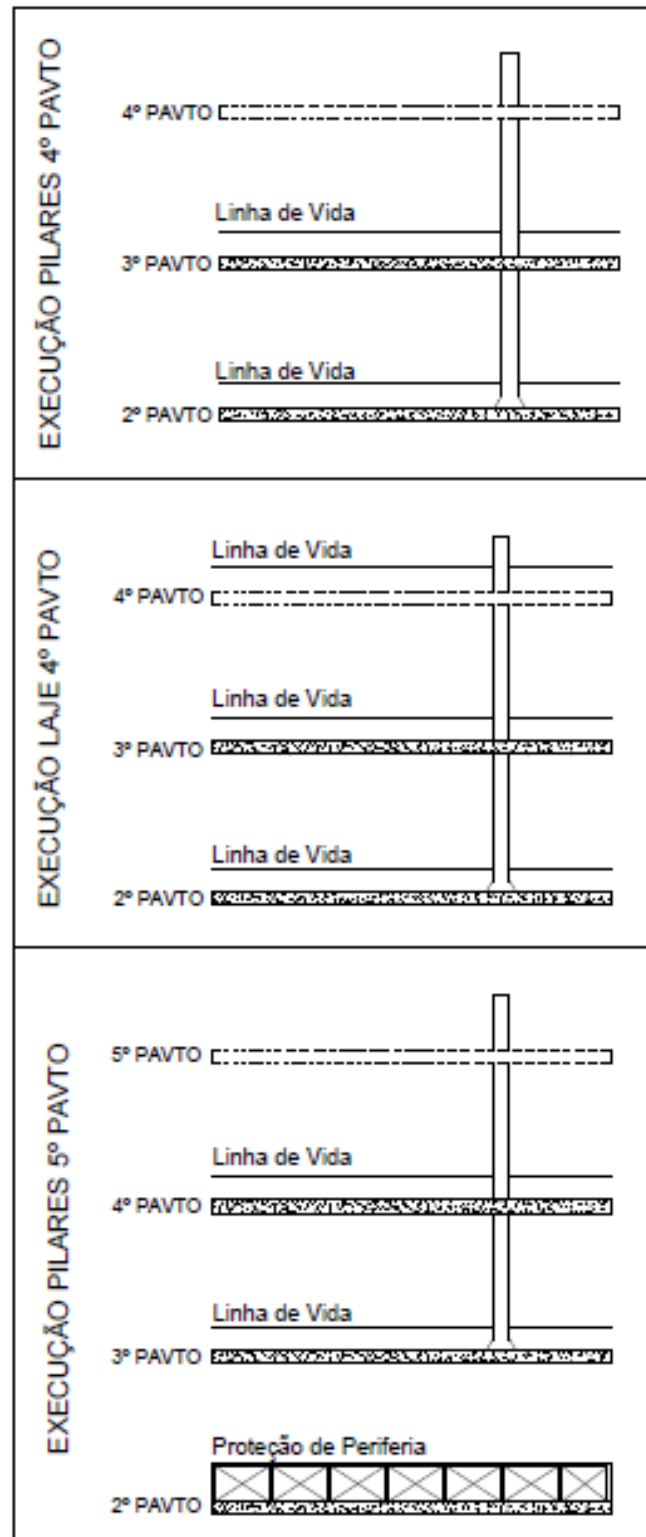 EXECUÇÃO PILARES 4º PAVTO
4º PAVTO
Linha de Vida
3º PAVTO
Linha de Vida
2º PAVTO
EXECUÇÃO LAJE 4º PAVTO
Linha de Vida
4º PAVTO
Linha de Vida
3º PAVTO
Linha de Vida
2º PAVTO
EXECUÇÃO PILARES 5º PAVTO
5º PAVTO
Linha de Vida
4º PAVTO
Linha de Vida
3º PAVTO
Proteção de Periferia
2º PAVTO